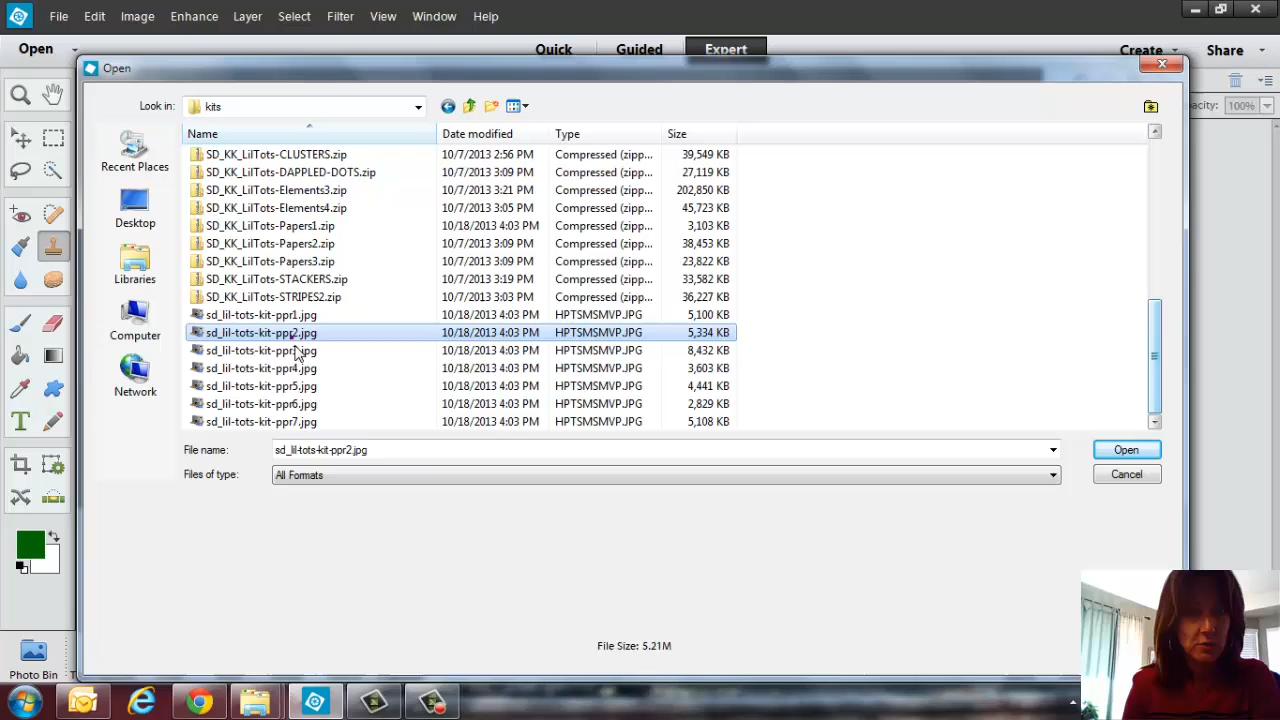 File Edit Image Enhance Layer Select Filter View Window Help
Open Quick Guided Expert Create Share
Open
Look in: kits
Opacity: 100%
Name Date modified Type Size
SD_KK_LilTots-CLUSTERS.zip 10/7/2013 2:56 PM Compressed (zipp... 39,549 KB
SD_KK_LilTots-DAPPLED-DOTS.zip 10/7/2013 3:09 PM Compressed (zipp... 27,119 KB
SD_KK_LilTots-Elements3.zip 10/7/2013 3:21 PM Compressed (zipp... 202,850 KB
SD_KK_LilTots-Elements4.zip 10/7/2013 3:05 PM Compressed (zipp... 45,723 KB
SD_KK_LilTots-Papers1.zip 10/18/2013 4:03 PM Compressed (zipp... 3,103 KB
SD_KK_LilTots-Papers2.zip 10/7/2013 3:09 PM Compressed (zipp... 38,453 KB
SD_KK_LilTots-Papers3.zip 10/7/2013 3:09 PM Compressed (zipp... 23,822 KB
SD_KK_LilTots-STACKERS.zip 10/7/2013 3:19 PM Compressed (zipp... 33,582 KB
SD_KK_LilTots-STRIPES2.zip 10/7/2013 3:03 PM Compressed (zipp... 36,227 KB
sd_lil-tots-kit-ppr1.jpg 10/18/2013 4:03 PM HPTSMSMVP.JPG 5,100 KB
sd_lil-tots-kit-ppr2.jpg 10/18/2013 4:03 PM HPTSMSMVP.JPG 5,334 KB
sd_lil-tots-kit-ppr3.jpg 10/18/2013 4:03 PM HPTSMSMVP.JPG 8,432 KB
sd_lil-tots-kit-ppr4.jpg 10/18/2013 4:03 PM HPTSMSMVP.JPG 3,603 KB
sd_lil-tots-kit-ppr5.jpg 10/18/2013 4:03 PM HPTSMSMVP.JPG 4,441 KB
sd_lil-tots-kit-ppr6.jpg 10/18/2013 4:03 PM HPTSMSMVP.JPG 2,829 KB
sd_lil-tots-kit-ppr7.jpg 10/18/2013 4:03 PM HPTSMSMVP.JPG 5,108 KB
Recent Places
Desktop
Libraries
Computer
Network
File name: sd_lil-tots-kit-ppr2.jpg Open
Files of type: All Formats Cancel
File Size: 5.21M
Photo Bin